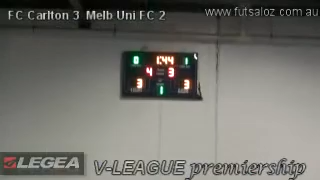 FC Carlton 3 Melb Uni FC 2
www.futsaloz.com.au
0 1:44 1
4 3
3 3
1
LEGEA
V-LEAGUE premiership